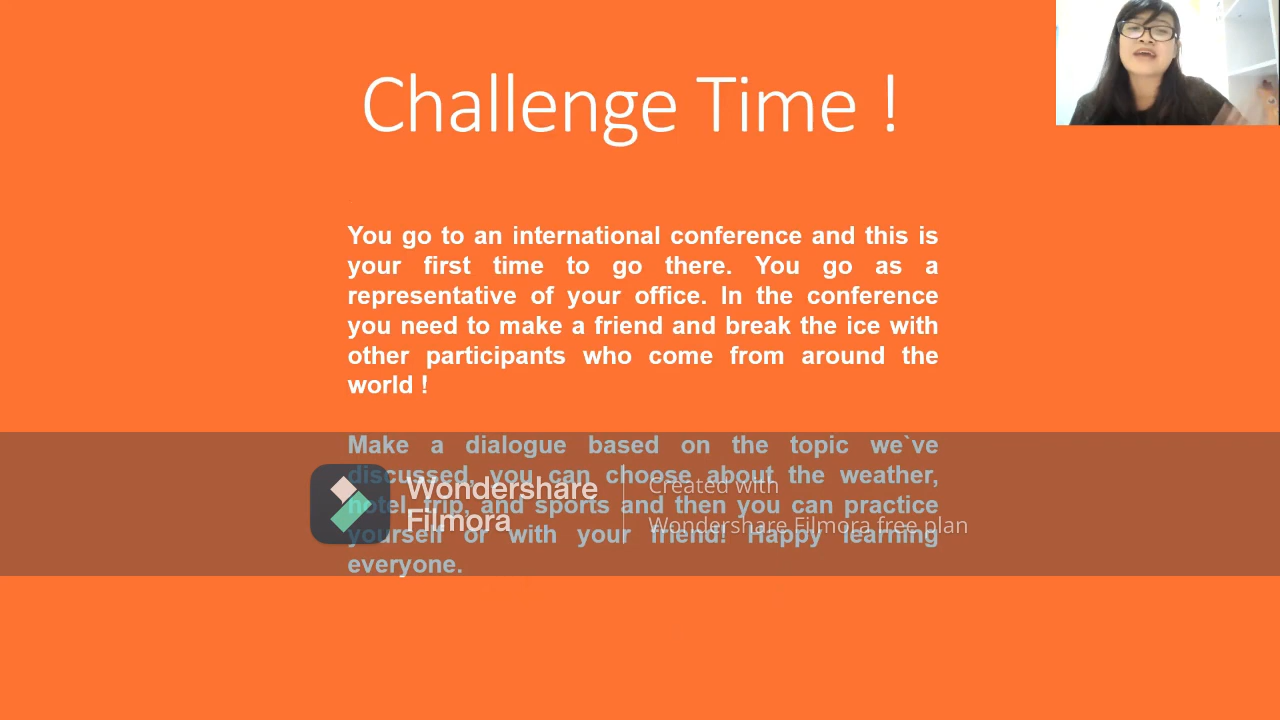 Challenge Time !
You go to an international conference and this is
your first time to go there. You go as a
representative of your office. In the conference
you need to make a friend and break the ice with
other participants who come from around the
world !
Make a dialogue based on the topic we`ve
discussed, you can choose about the weather,
hotel, trip, and sports and then you can practice
yourself or with your friend! Happy learning
everyone.
Wondershare
Filmora
Created with
Wondershare Filmora free plan